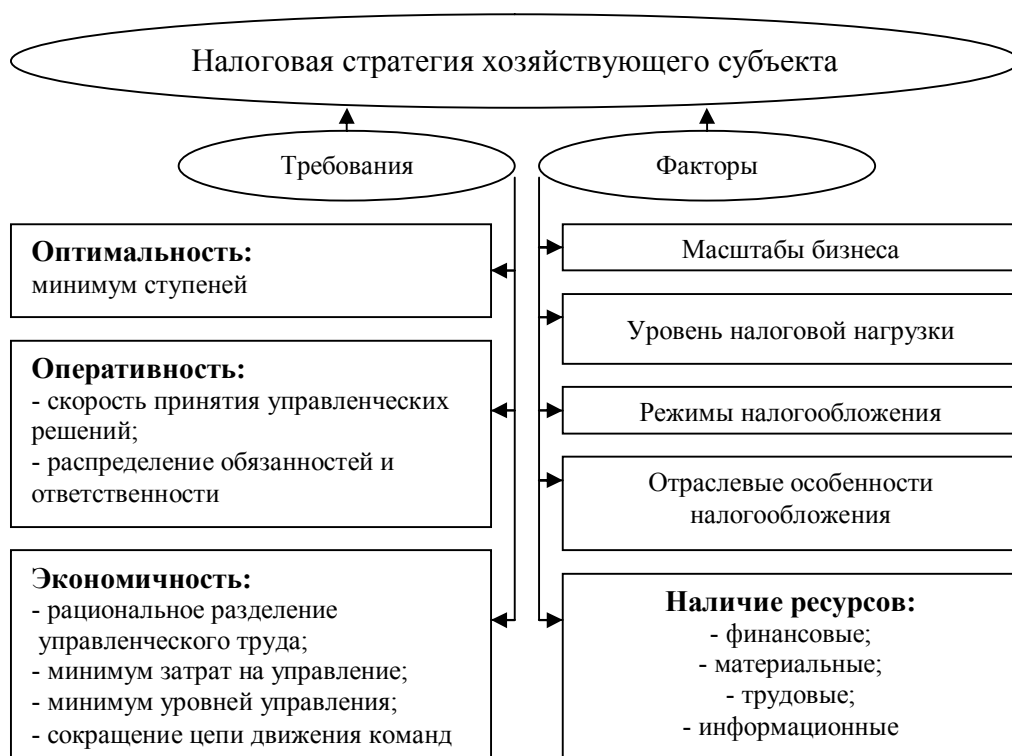 Налоговая стратегия хозяйствующего субъекта
Требования
Факторы
Оптимальность:
минимум ступеней
Оперативность:
- скорость принятия управленческих
решений;
- распределение обязанностей и
ответственности
Экономичность:
- рациональное разделение
управленческого труда;
- минимум затрат на управление;
- минимум уровней управления;
- сокращение цепи движения команд
Масштабы бизнеса
Уровень налоговой нагрузки
Режимы налогообложения
Отраслевые особенности
налогообложения
Наличие ресурсов:
- финансовые;
- материальные;
- трудовые;
- информационные